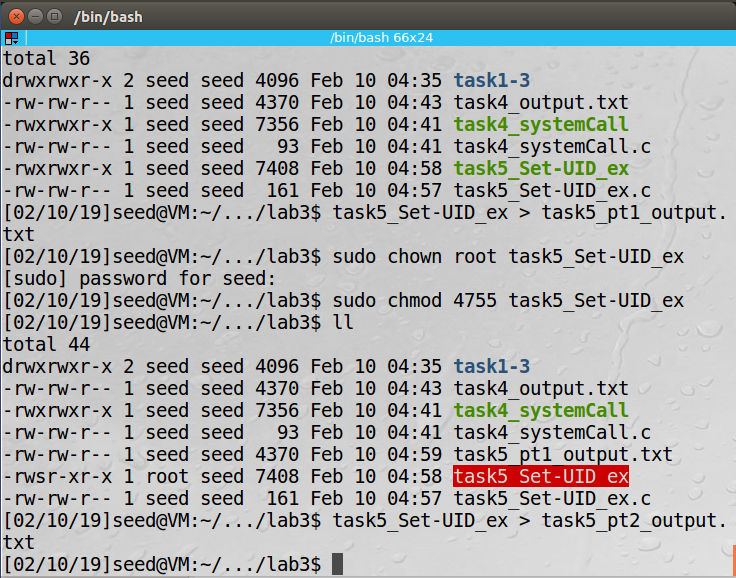 /bin/bash
/bin/bash 66x24
total 36
drwxrwxr-x 2 seed seed 4096 Feb 10 04:35 task1-3
-rw-rw-r-- 1 seed seed 4370 Feb 10 04:43 task4_output.txt
-rwxrwxr-x 1 seed seed 7356 Feb 10 04:41 task4_systemCall
-rw-rw-r-- 1 seed seed   93 Feb 10 04:41 task4_systemCall.c
-rwxrwxr-x 1 seed seed 7408 Feb 10 04:58 task5_Set-UID_ex
-rw-rw-r-- 1 seed seed  161 Feb 10 04:57 task5_Set-UID_ex.c
[02/10/19]seed@VM:~/.../lab3$ task5_Set-UID_ex > task5_pt1_output.
txt
[02/10/19]seed@VM:~/.../lab3$ sudo chown root task5_Set-UID_ex
[sudo] password for seed:
[02/10/19]seed@VM:~/.../lab3$ sudo chmod 4755 task5_Set-UID_ex
[02/10/19]seed@VM:~/.../lab3$ ll
total 44
drwxrwxr-x 2 seed seed 4096 Feb 10 04:35 task1-3
-rw-rw-r-- 1 seed seed 4370 Feb 10 04:43 task4_output.txt
-rwxrwxr-x 1 seed seed 7356 Feb 10 04:41 task4_systemCall
-rw-rw-r-- 1 seed seed   93 Feb 10 04:41 task4_systemCall.c
-rw-rw-r-- 1 seed seed 4370 Feb 10 04:59 task5_pt1_output.txt
-rwsr-xr-x 1 root seed 7408 Feb 10 04:58 task5_Set-UID_ex
-rw-rw-r-- 1 seed seed  161 Feb 10 04:57 task5_Set-UID_ex.c
[02/10/19]seed@VM:~/.../lab3$ task5_Set-UID_ex > task5_pt2_output.
txt
[02/10/19]seed@VM:~/.../lab3$